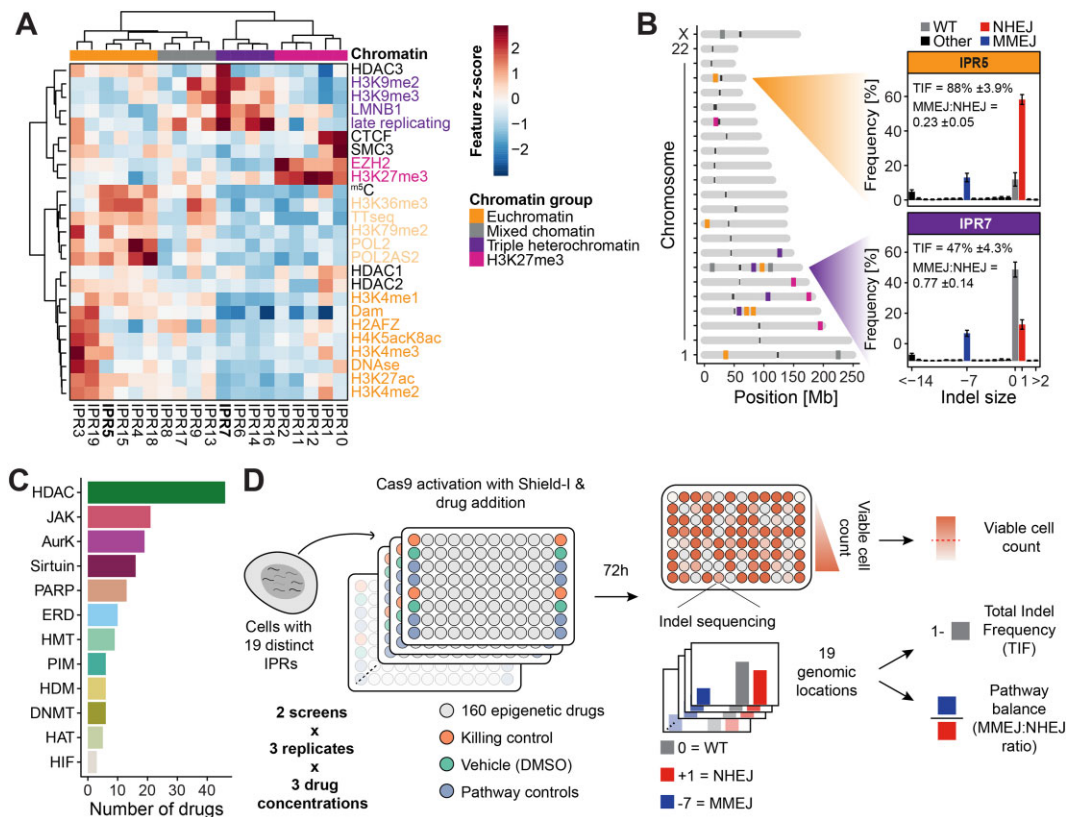 A
Chromatin
HDAC3
H3K9me2
H3K9me3
LMNB1
late replicating
CTCF
SMC3
EZH2
H3K27me3
m5C
H3K36me3
TTseq
H3K79me2
POL2
POL2AS2
HDAC1
HDAC2
H3K4me1
Dam
H2AFZ
H4K5acK8ac
H3K4me3
DNAse
H3K27ac
H3K4me2
IPR3
IPR19
IPR5
IPR15
IPR4
IPR18
IPR8
IPR17
IPR9
IPR13
IPR7
IPR6
IPR14
IPR16
IPR2
IPR11
IPR12
IPR1
IPR10
Feature z-score
2
1
0
−1
−2
Chromatin group
Euchromatin
Mixed chomatin
Triple heterochromatin
H3K27me3
B
WT
NHEJ
Other
MMEJ
Chromosome
X
22
1
0
50
100
150
200
250
Position [Mb]
IPR5
TIF = 88% ±3.9%
MMEJ:NHEJ =
0.23 ±0.05
Frequency [%]
80
60
40
20
0
IPR7
TIF = 47% ±4.3%
MMEJ:NHEJ =
0.77 ±0.14
Frequency [%]
80
60
40
20
0
<−14
−7
0 1 >2
Indel size
C
HDAC
JAK
AurK
Sirtuin
PARP
ERD
HMT
PIM
HDM
DNMT
HAT
HIF
0
10
20
30
40
Number of drugs
D
Cas9 activation with Shield-I &
drug addition
Cells with
19 distinct
IPRs
2 screens
x
3 replicates
x
3 drug
concentrations
160 epigenetic drugs
Killing control
Vehicle (DMSO)
Pathway controls
72h
Viable cell
count
Viable cell
count
Indel sequencing
19
genomic
locations
0 = WT
+1 = NHEJ
-7 = MMEJ
1-
Total Indel
Frequency
(TIF)
Pathway
balance
(MMEJ:NHEJ
ratio)